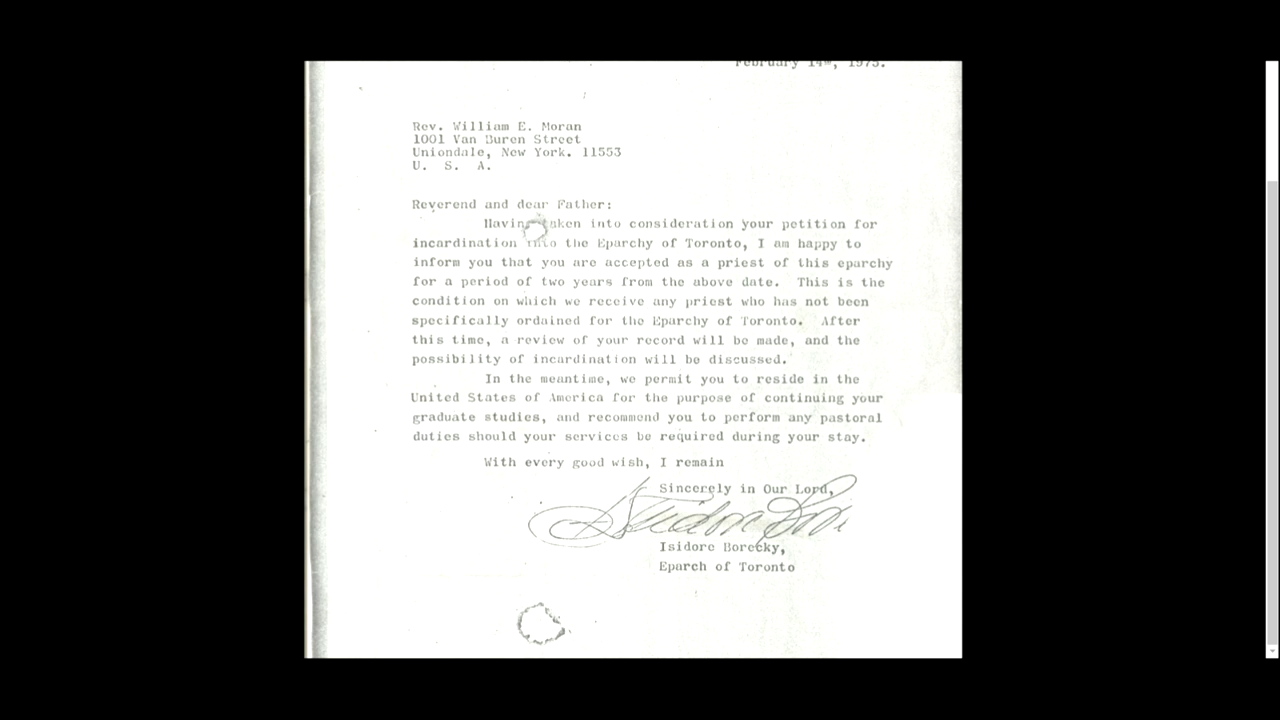 February 14th, 1975.
Rev. William E. Moran
1001 Van Buren Street
Uniondale, New York. 11553
U. S. A.
Reverend and dear Father:
Having taken into consideration your petition for
incardination into the Eparchy of Toronto, I am happy to
inform you that you are accepted as a priest of this eparchy
for a period of two years from the above date. This is the
condition on which we receive any priest who has not been
specifically ordained for the Eparchy of Toronto. After
this time, a review of your record will be made, and the
possibility of incardination will be discussed.
In the meantime, we permit you to reside in the
United States of America for the purpose of continuing your
graduate studies, and recommend you to perform any pastoral
duties should your services be required during your stay.
With every good wish, I remain
Sincerely in Our Lord,
Isidore Bore
Isidore Borecky,
Eparch of Toronto